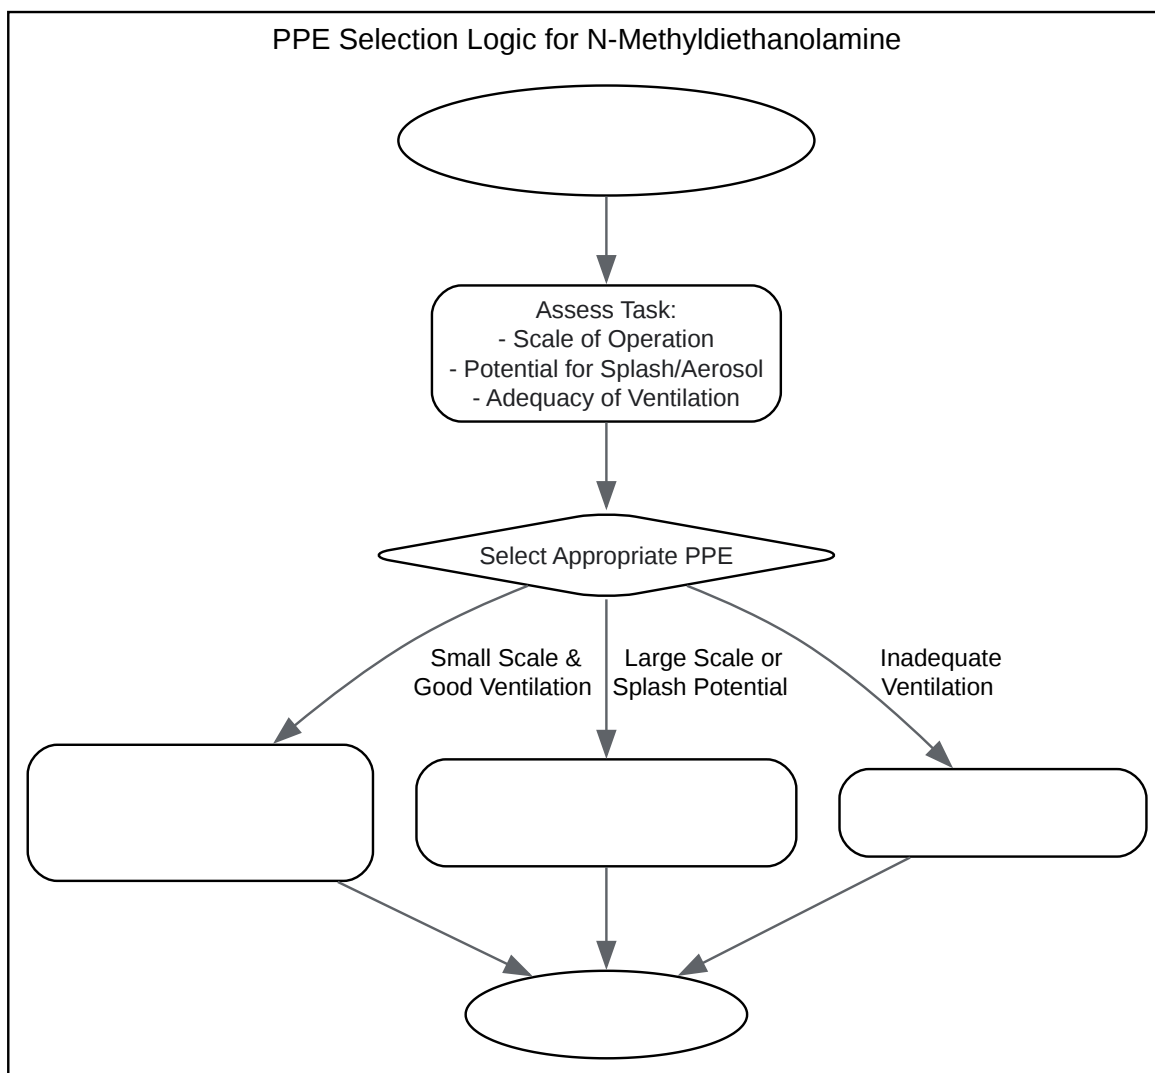 PPE Selection Logic for N-Methyldiethanolamine
Assess Task:
- Scale of Operation
- Potential for Splash/Aerosol
- Adequacy of Ventilation
Select Appropriate PPE
Small Scale &
Good Ventilation
Large Scale or
Splash Potential
Inadequate
Ventilation